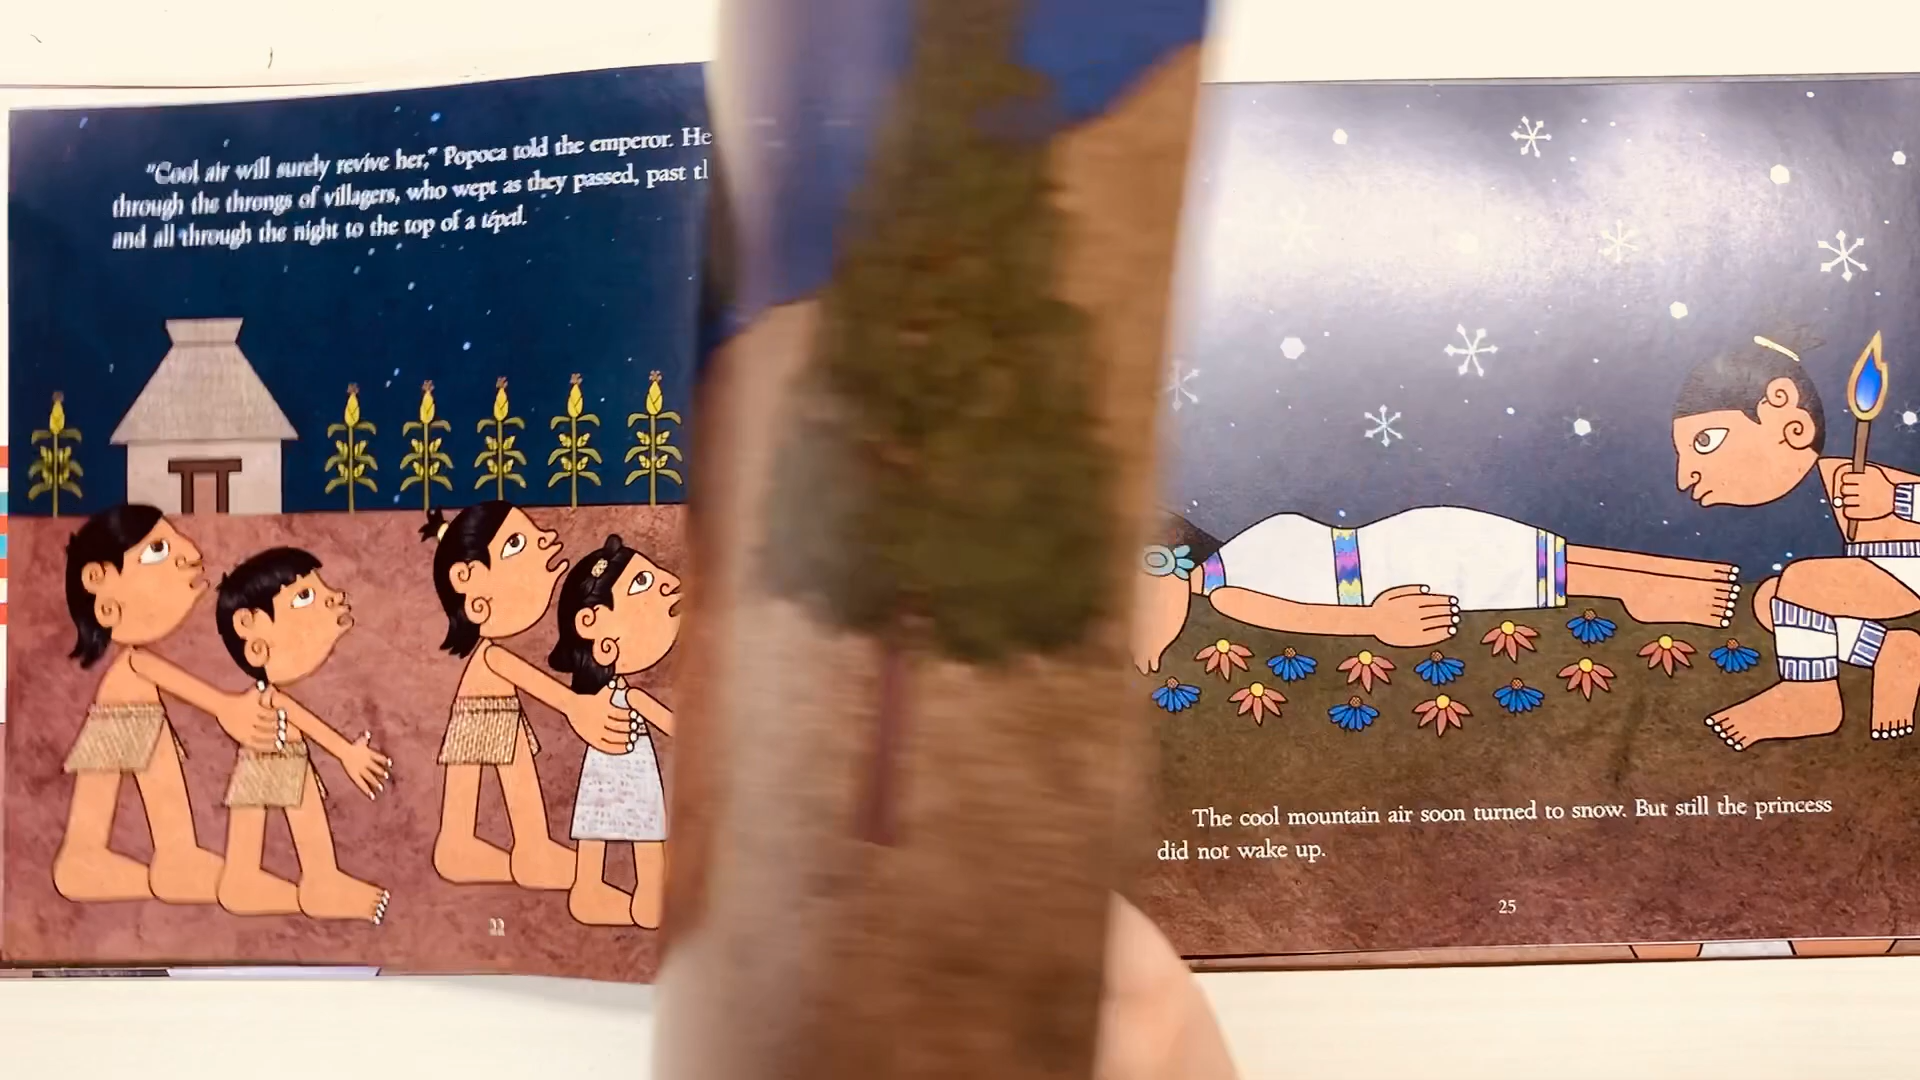 "Cool air will surely revive her," Popoca told the emperor. He
through the throngs of villagers, who wept as they passed, past
and all through the night to the top of a tépetl.
22
The cool mountain air soon turned to snow. But still the princess
did not wake up.
25